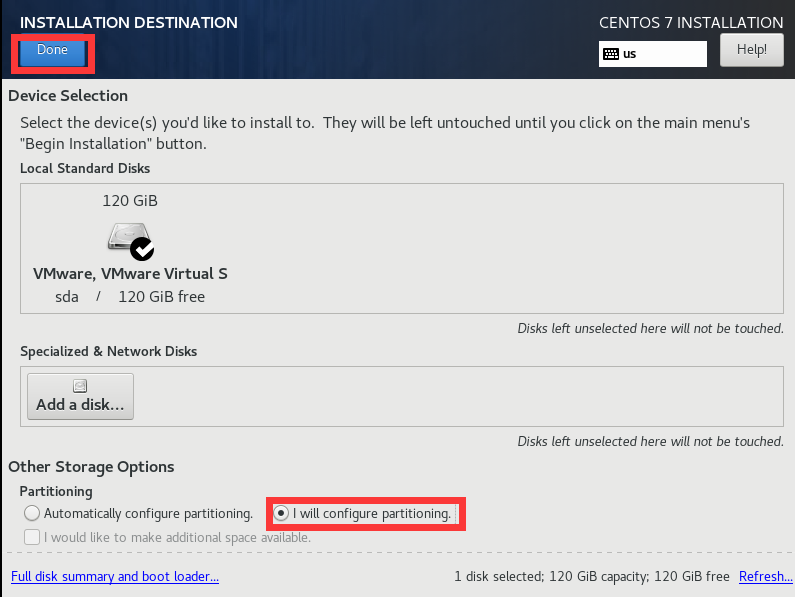 INSTALLATION DESTINATION
CENTOS 7 INSTALLATION
Done
us
Help!
Device Selection
Select the device(s) you'd like to install to.  They will be left untouched until you click on the main menu's
"Begin Installation" button.
Local Standard Disks
120 GiB
VMware, VMware Virtual S
sda / 120 GiB free
Disks left unselected here will not be touched.
Specialized & Network Disks
Add a disk...
Disks left unselected here will not be touched.
Other Storage Options
Partitioning
Automatically configure partitioning. I will configure partitioning.
I would like to make additional space available.
Full disk summary and boot loader... 1 disk selected; 120 GiB capacity; 120 GiB free Refresh...